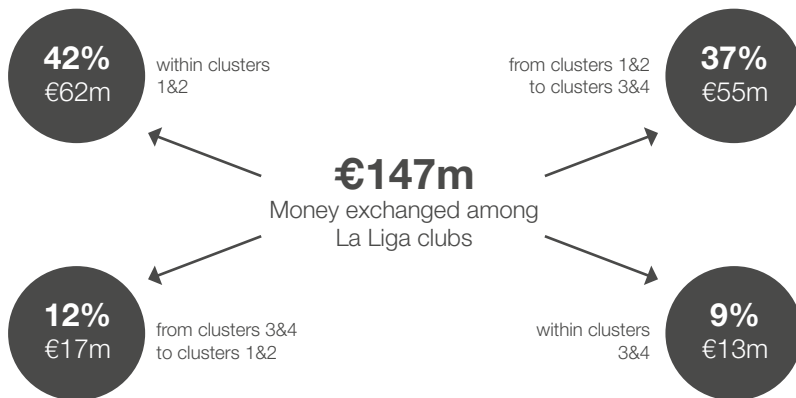 42%
€62m
within clusters
1&2
37%
€55m
from clusters 1&2
to clusters 3&4
€147m
Money exchanged among
La Liga clubs
12%
€17m
from clusters 3&4
to clusters 1&2
9%
€13m
within clusters
3&4